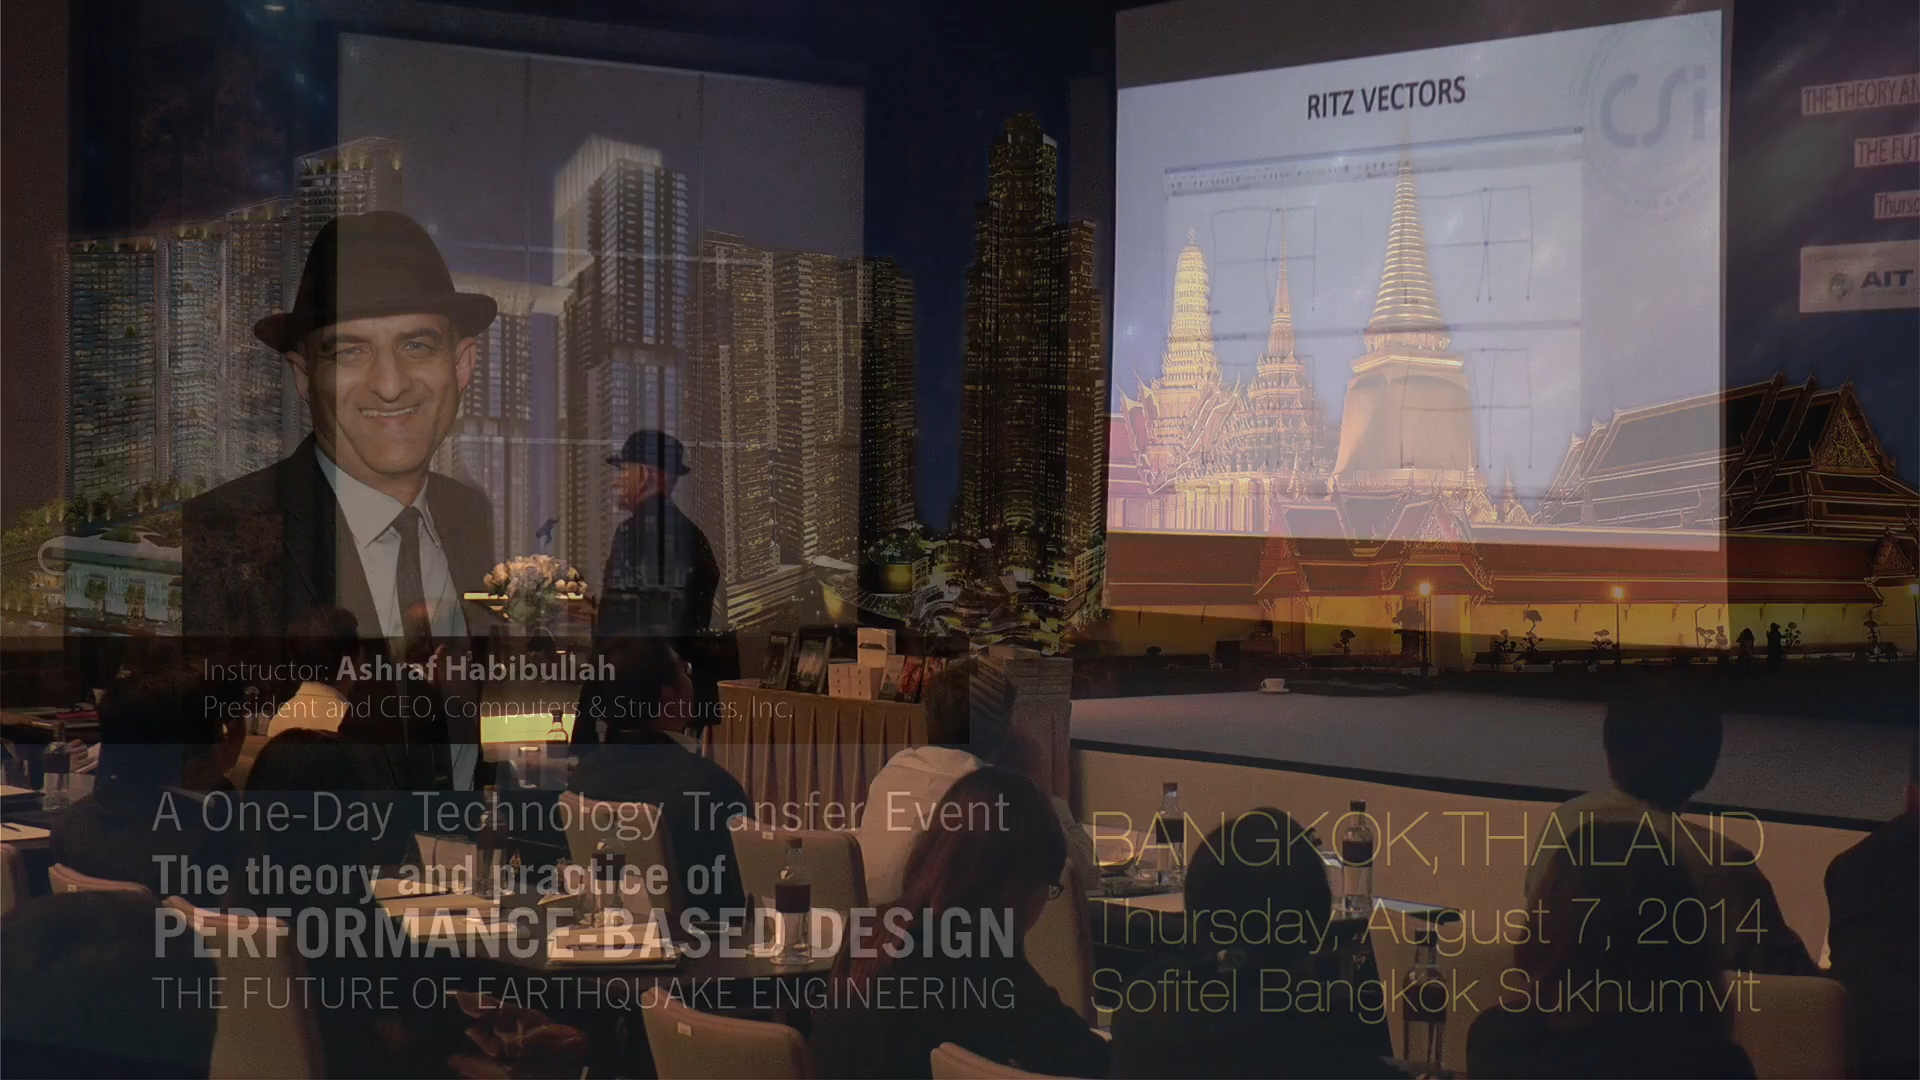 RITZ VECTORS
CSi
THE THEORY AN
THE FUT
Thurs
AIT
Instructor: Ashraf Habibullah
President and CEO, Computers & Structures, Inc.
A One-Day Technology Transfer Event
The theory and practice of
PERFORMANCE-BASED DESIGN
THE FUTURE OF EARTHQUAKE ENGINEERING
BANGKOK, THAILAND
Thursday, August 7, 2014
Sofitel Bangkok Sukhumvit